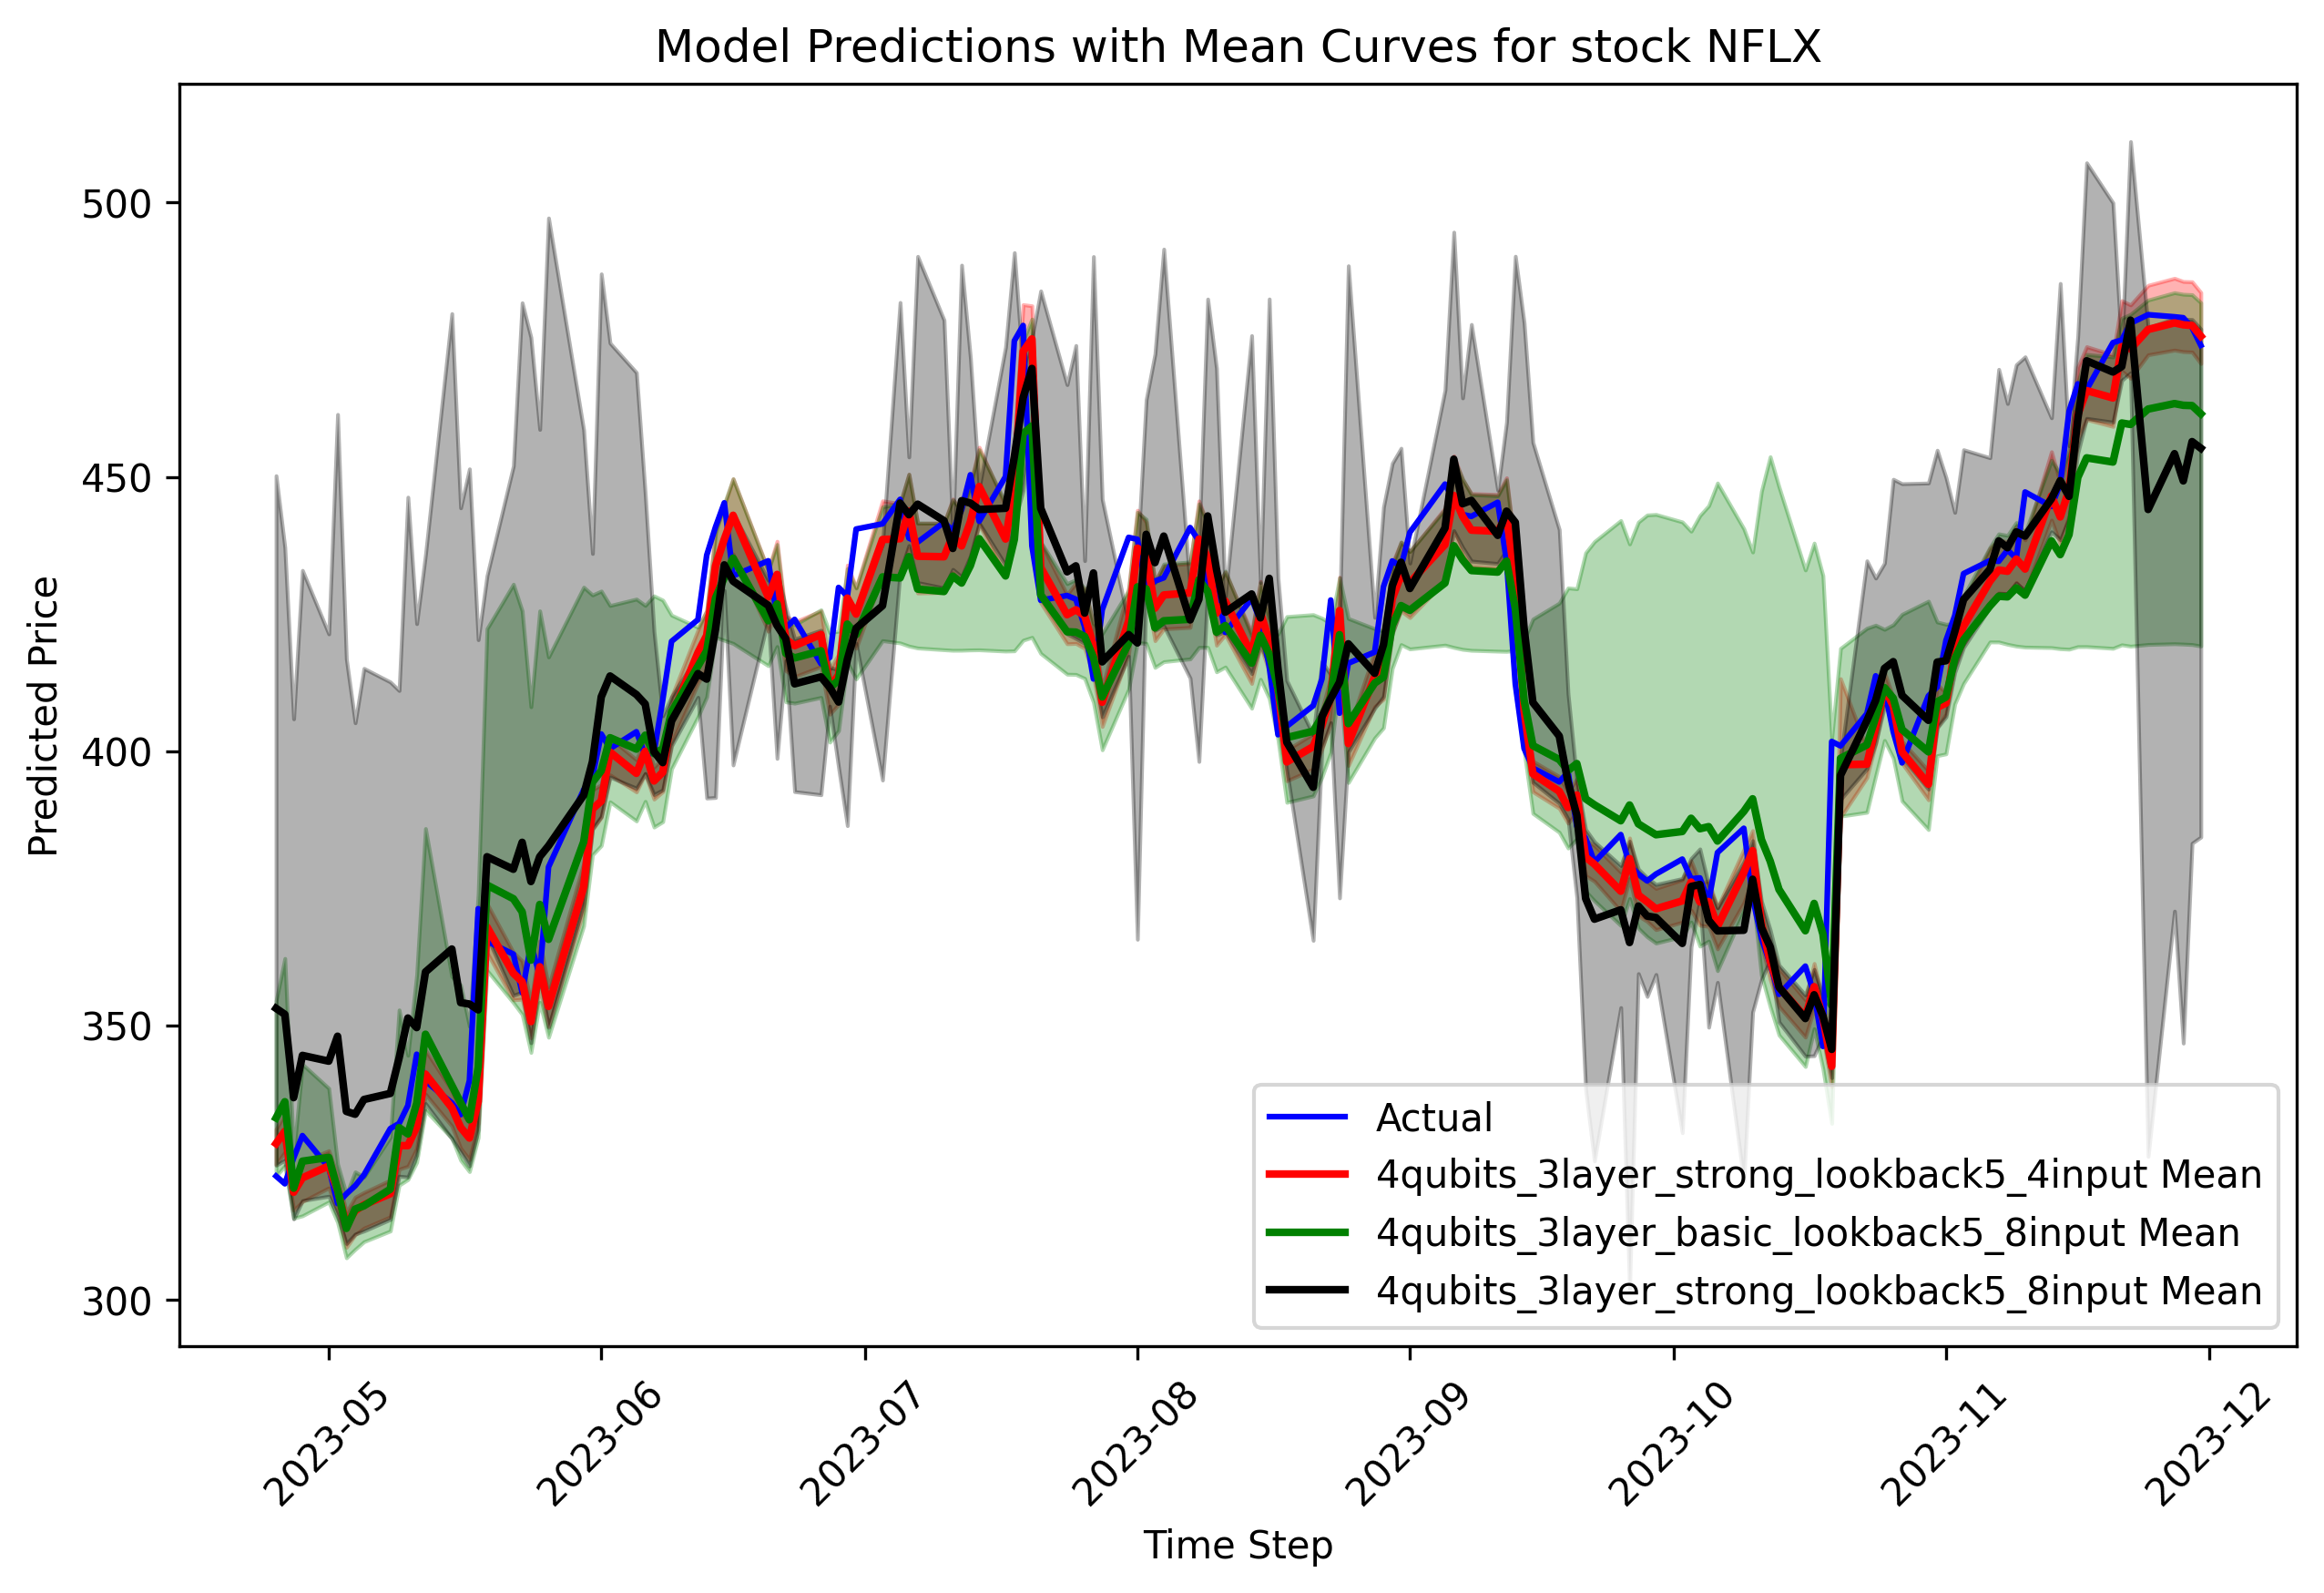 Model Predictions with Mean Curves for stock NFLX
Predicted Price
500
450
400
350
300
Actual
4qubits_3layer_strong_lookback5_4input Mean
4qubits_3layer_basic_lookback5_8input Mean
4qubits_3layer_strong_lookback5_8input Mean
2023-05
2023-06
2023-07
2023-08
2023-09
2023-10
2023-11
2023-12
Time Step